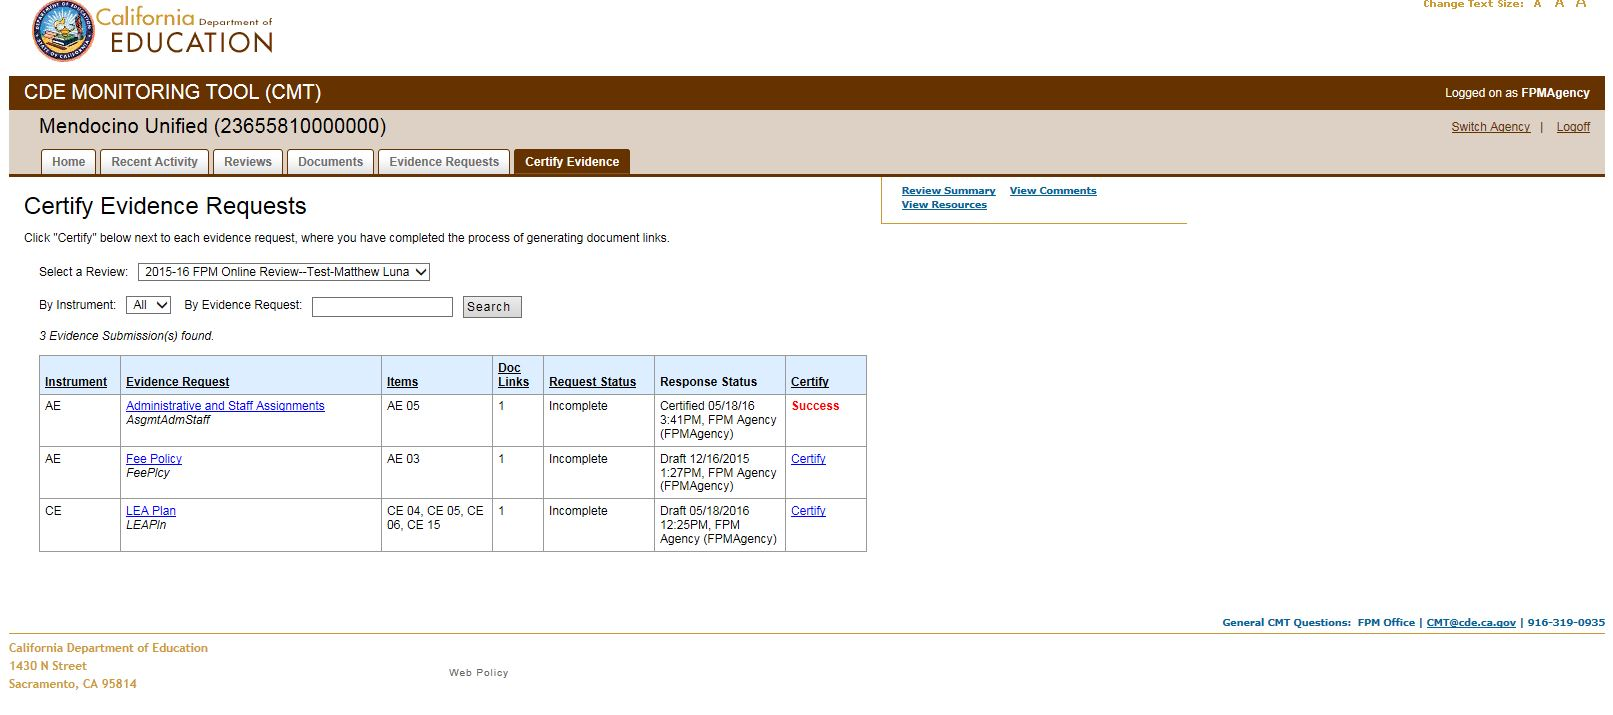 Change Text Size: A A A
California Department of
EDUCATION
CDE MONITORING TOOL (CMT)
Logged on as FPMAgency
Mendocino Unified (23655810000000)
Switch Agency | Logoff
Home Recent Activity Reviews Documents Evidence Requests Certify Evidence
Review Summary View Comments
View Resources
Certify Evidence Requests
Click "Certify" below next to each evidence request, where you have completed the process of generating document links.
Select a Review: 2015-16 FPM Online Review--Test-Matthew Luna
By Instrument: All By Evidence Request: Search
3 Evidence Submission(s) found.
Instrument Evidence Request Items Doc Links Request Status Response Status Certify
AE Administrative and Staff Assignments AE 05 1 Incomplete Certified 05/18/16 Success
AsgmtAdmStaff 3:41PM, FPM Agency
(FPMAgency)
AE Fee Policy AE 03 1 Incomplete Draft 12/16/2015 Certify
FeePlcy 1:27PM, FPM Agency
(FPMAgency)
CE LEA Plan CE 04, CE 05, CE 1 Incomplete Draft 05/18/2016 Certify
LEAPln 06, CE 15 12:25PM, FPM
Agency (FPMAgency)
General CMT Questions: FPM Office | CMT@cde.ca.gov | 916-319-0935
California Department of Education
1430 N Street
Web Policy
Sacramento, CA 95814